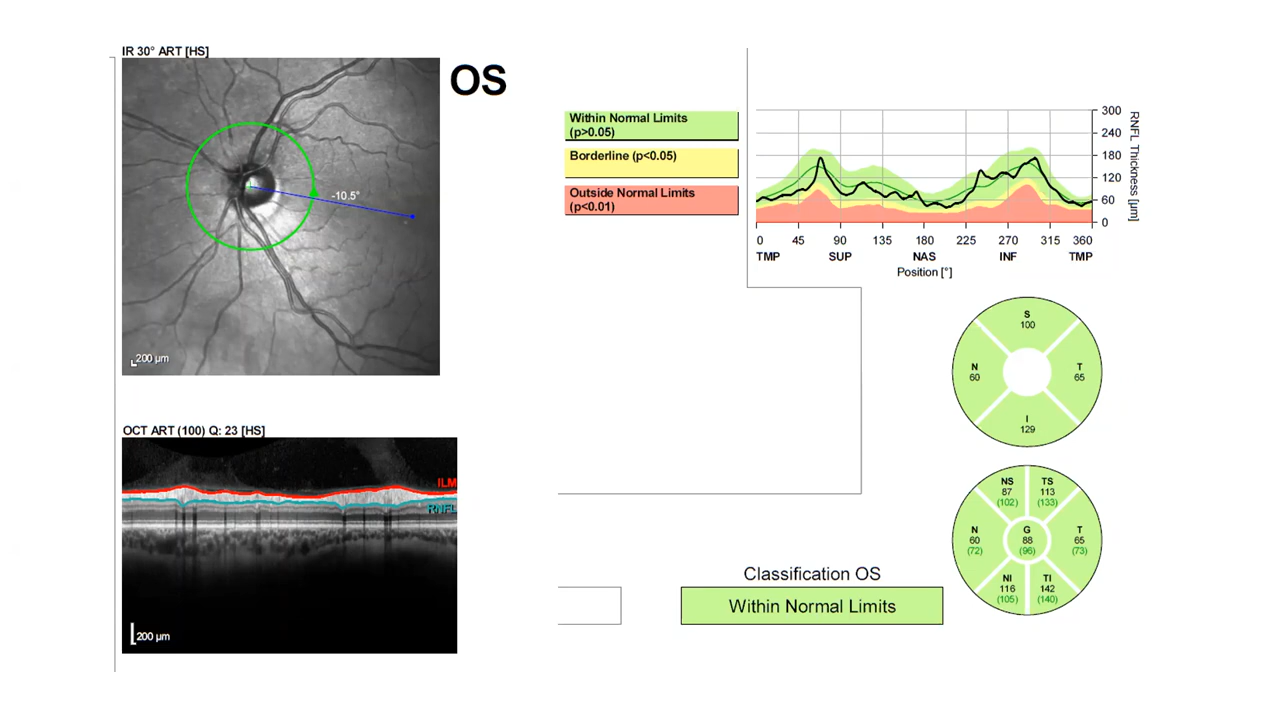 IR 30° ART [HS]
OS
-10.5°
200 µm
OCT ART (100) Q: 23 [HS]
ILM
RNFL
200 µm
Within Normal Limits
(p>0.05)
Borderline (p<0.05)
Outside Normal Limits
(p<0.01)
300
240
180
120
60
0
RNFL Thickness [µm]
0 45 90 135 180 225 270 315 360
TMP SUP NAS INF TMP
Position [°]
S
100
N
60
T
65
I
129
NS
87
(102)
TS
113
(133)
N
60
(72)
G
88
(96)
T
65
(73)
NI
116
(105)
TI
142
(140)
Classification OS
Within Normal Limits